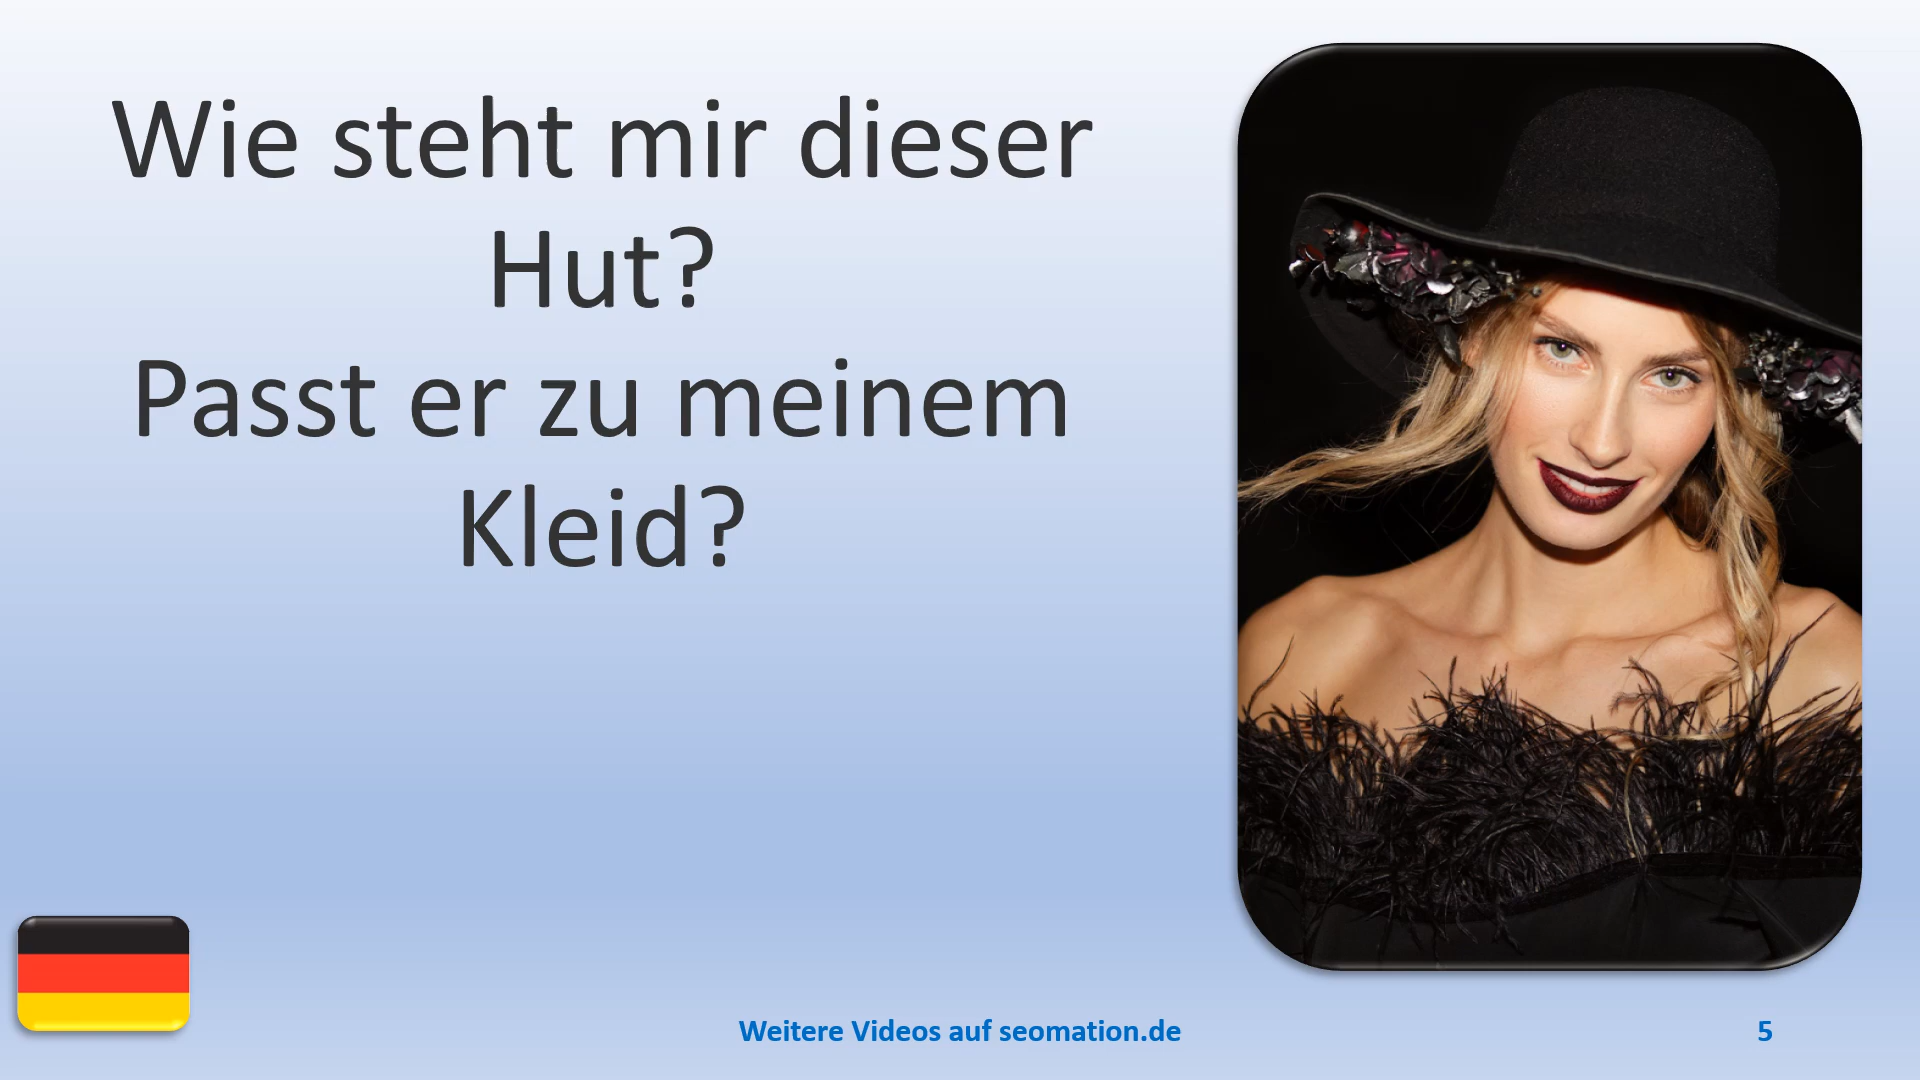 Wie steht mir dieser
Hut?
Passt er zu meinem
Kleid?
Weitere Videos auf seomation.de
5